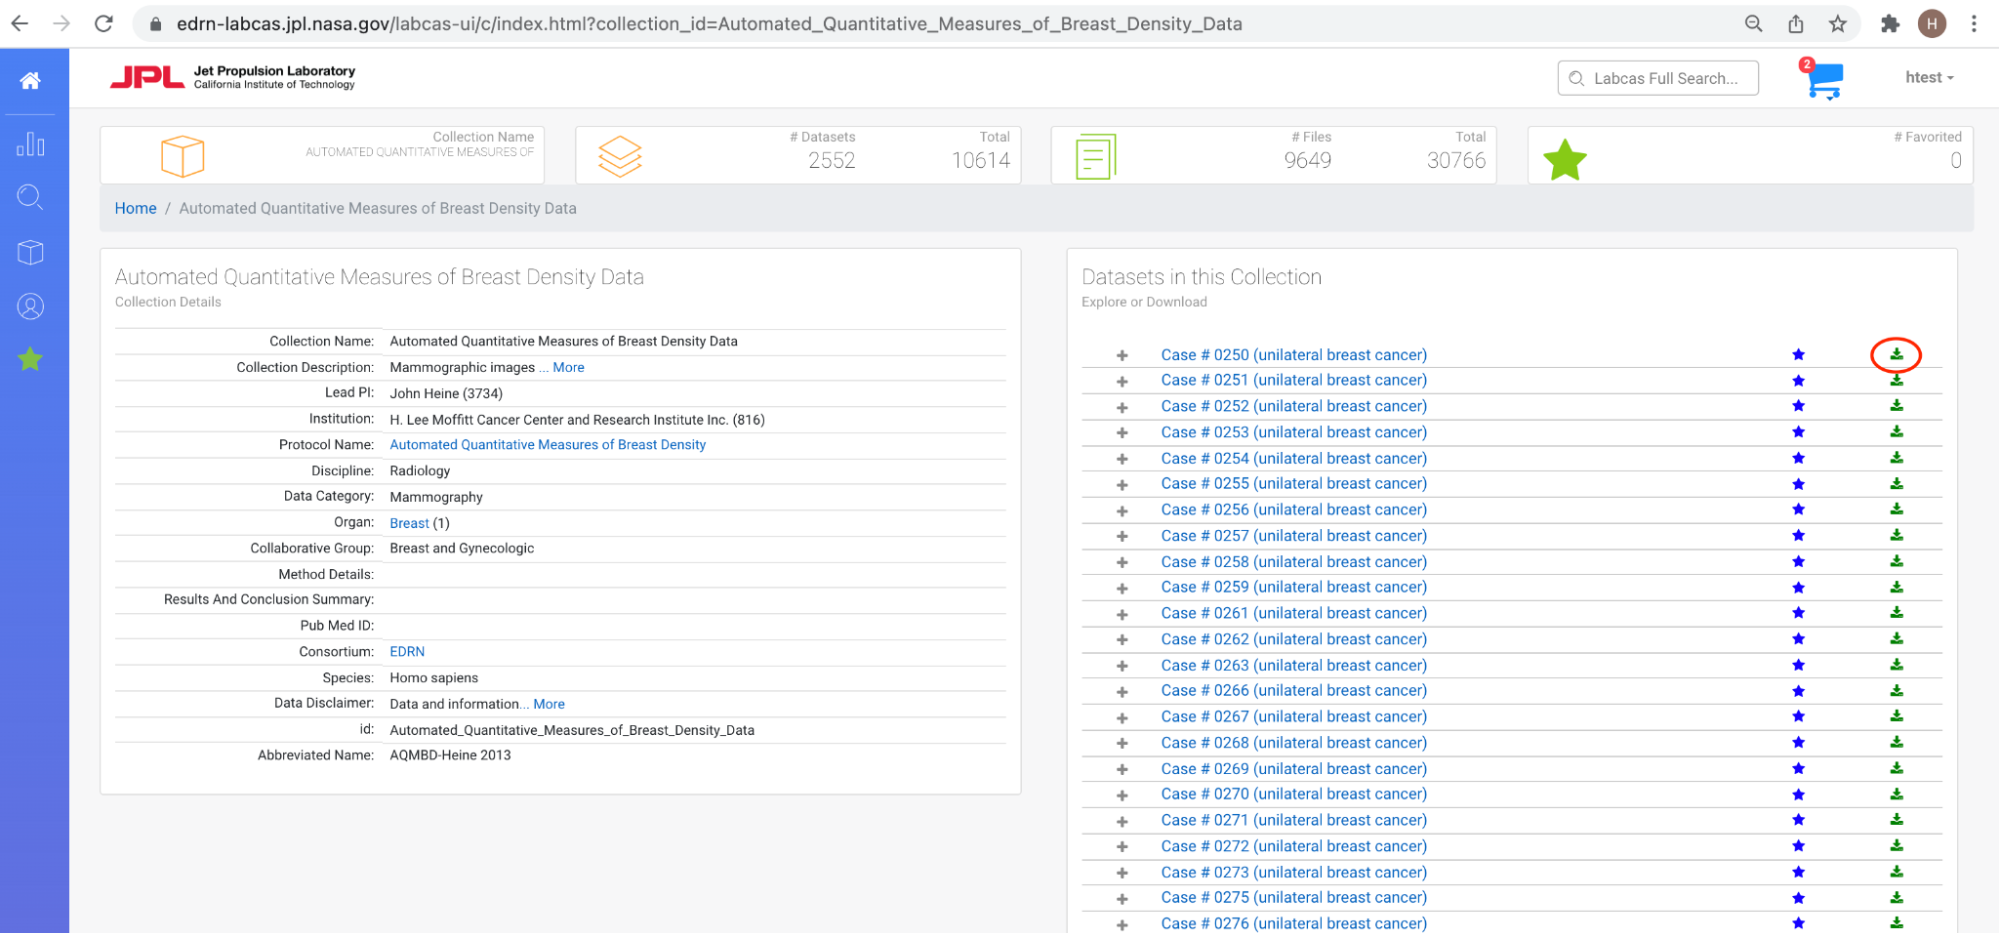 edrn-labcas.jpl.nasa.gov/labcas-ui/c/index.html?collection_id=Automated_Quantitative_Measures_of_Breast_Density_Data
H
JPL Jet Propulsion Laboratory
California Institute of Technology
Labcas Full Search...
2
htest
Collection Name
AUTOMATED QUANTITATIVE MEASURES OF
# Datasets Total
2552 10614
# Files Total
9649 30766
# Favorited
0
Home / Automated Quantitative Measures of Breast Density Data
Automated Quantitative Measures of Breast Density Data
Collection Details
Collection Name: Automated Quantitative Measures of Breast Density Data
Collection Description: Mammographic images ... More
Lead PI: John Heine (3734)
Institution: H. Lee Moffitt Cancer Center and Research Institute Inc. (816)
Protocol Name: Automated Quantitative Measures of Breast Density
Discipline: Radiology
Data Category: Mammography
Organ: Breast (1)
Collaborative Group: Breast and Gynecologic
Method Details:
Results And Conclusion Summary:
Pub Med ID:
Consortium: EDRN
Species: Homo sapiens
Data Disclaimer: Data and information... More
id: Automated_Quantitative_Measures_of_Breast_Density_Data
Abbreviated Name: AQMBD-Heine 2013
Datasets in this Collection
Explore or Download
Case # 0250 (unilateral breast cancer)
Case # 0251 (unilateral breast cancer)
Case # 0252 (unilateral breast cancer)
Case # 0253 (unilateral breast cancer)
Case # 0254 (unilateral breast cancer)
Case # 0255 (unilateral breast cancer)
Case # 0256 (unilateral breast cancer)
Case # 0257 (unilateral breast cancer)
Case # 0258 (unilateral breast cancer)
Case # 0259 (unilateral breast cancer)
Case # 0261 (unilateral breast cancer)
Case # 0262 (unilateral breast cancer)
Case # 0263 (unilateral breast cancer)
Case # 0266 (unilateral breast cancer)
Case # 0267 (unilateral breast cancer)
Case # 0268 (unilateral breast cancer)
Case # 0269 (unilateral breast cancer)
Case # 0270 (unilateral breast cancer)
Case # 0271 (unilateral breast cancer)
Case # 0272 (unilateral breast cancer)
Case # 0273 (unilateral breast cancer)
Case # 0275 (unilateral breast cancer)
Case # 0276 (unilateral breast cancer)